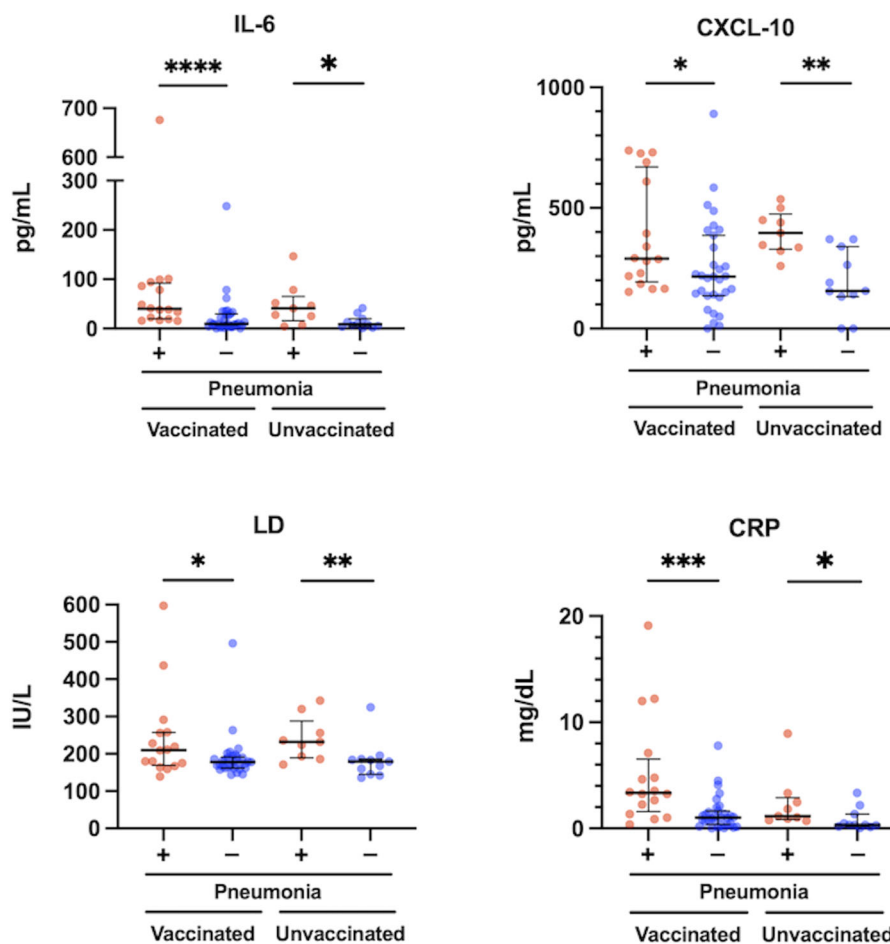 IL-6
**** *
700
600
300
200
100
0
pg/mL
+ − + −
Pneumonia
Vaccinated Unvaccinated
CXCL-10
* **
1000
500
0
pg/mL
+ − + −
Pneumonia
Vaccinated Unvaccinated
LD
* **
600
500
400
300
200
100
0
IU/L
+ − + −
Pneumonia
Vaccinated Unvaccinated
CRP
*** *
20
10
0
mg/dL
+ − + −
Pneumonia
Vaccinated Unvaccinated